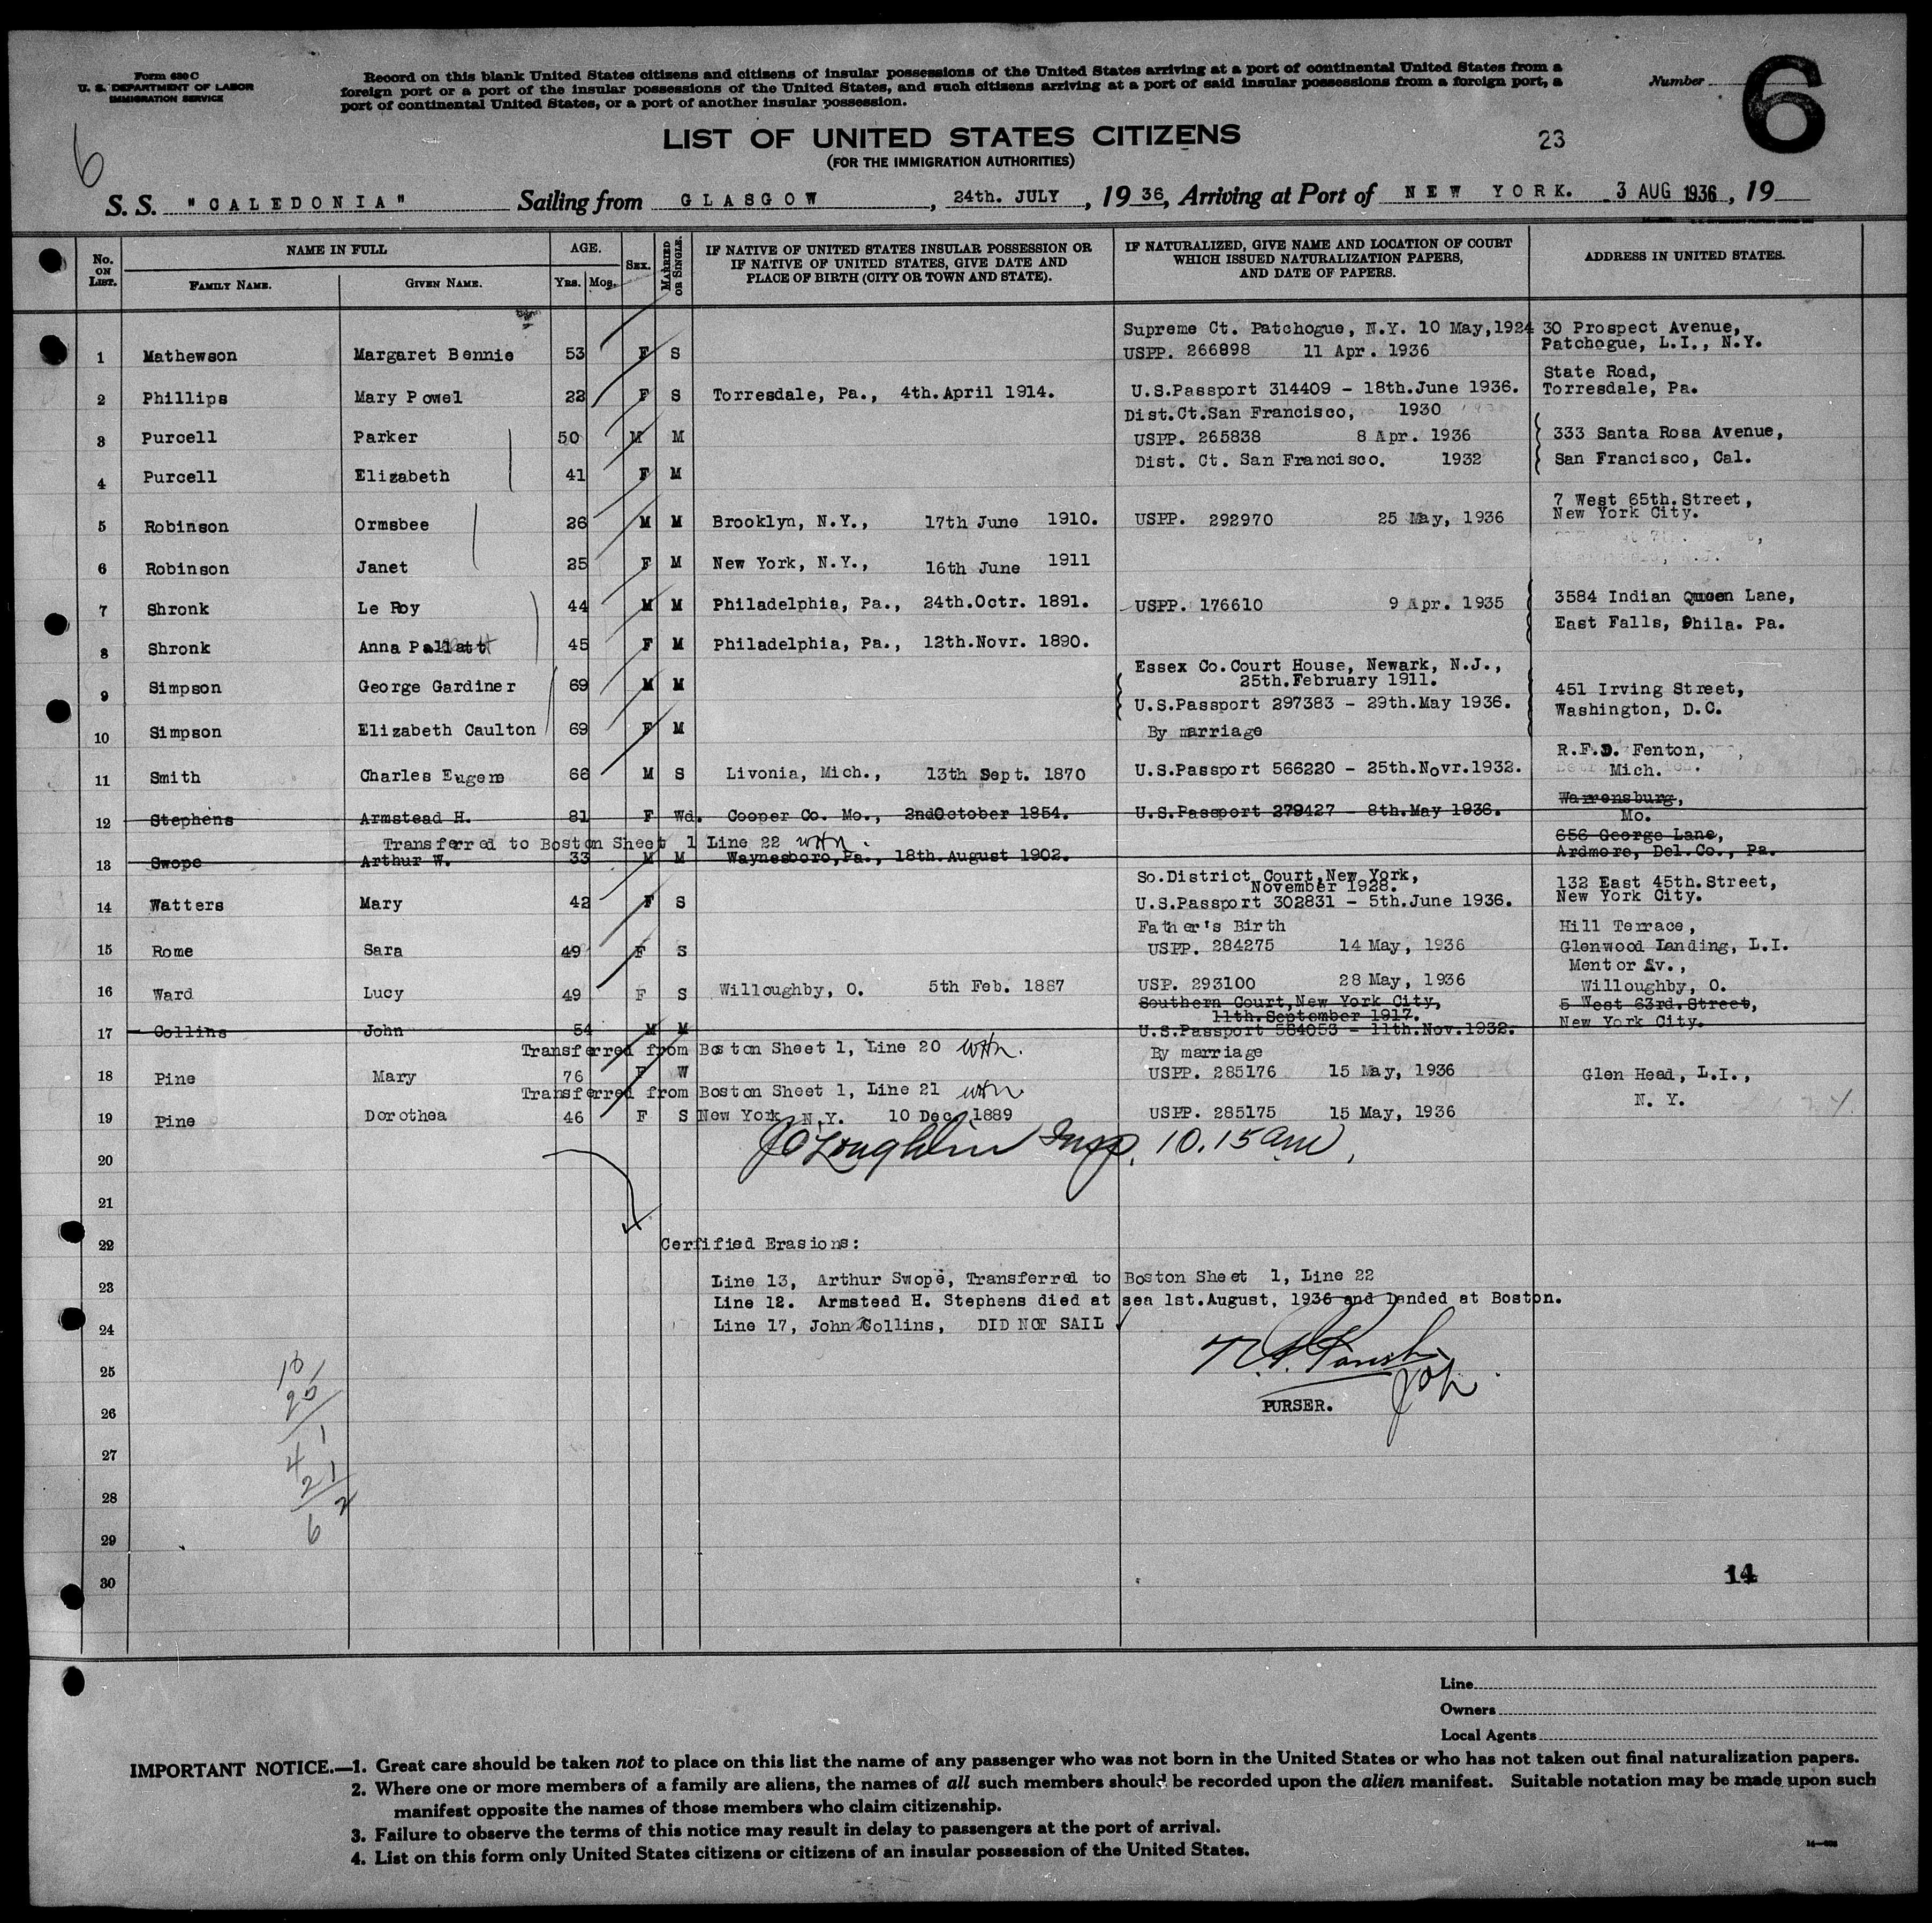 Form 630 C
U. S. DEPARTMENT OF LABOR
IMMIGRATION SERVICE
Record on this blank United States citizens and citizens of insular possessions of the United States arriving at a port of continental United States from a
foreign port or a port of the insular possessions of the United States, and such citizens arriving at a port of said insular possessions from a foreign port, a
port of continental United States, or a port of another insular possession.
Number 6
6
LIST OF UNITED STATES CITIZENS
(FOR THE IMMIGRATION AUTHORITIES)
23
S. S. "CALEDONIA" Sailing from GLASGOW, 24th. JULY, 1936, Arriving at Port of NEW YORK. 3 AUG 1936, 19
No. ON LIST.
NAME IN FULL
FAMILY NAME. GIVEN NAME.
AGE.
YRS. MOS.
SEX.
MARRIED OR SINGLE.
IF NATIVE OF UNITED STATES INSULAR POSSESSION OR
IF NATIVE OF UNITED STATES, GIVE DATE AND
PLACE OF BIRTH (CITY OR TOWN AND STATE).
IF NATURALIZED, GIVE NAME AND LOCATION OF COURT
WHICH ISSUED NATURALIZATION PAPERS,
AND DATE OF PAPERS.
ADDRESS IN UNITED STATES.
Supreme Ct. Patchogue, N.Y. 10 May,1924 30 Prospect Avenue,
1 Mathewson Margaret Bennie 53 F S USPP. 266898 11 Apr. 1936 Patchogue, L.I., N.Y.
State Road,
2 Phillips Mary Powel 22 F S Torresdale, Pa., 4th.April 1914. U.S.Passport 314409 - 18th.June 1936. Torresdale, Pa.
Dist.Ct.San Francisco, 1930
3 Purcell Parker 50 M M USPP. 265838 8 Apr. 1936 333 Santa Rosa Avenue,
Dist. Ct. San Francisco. 1932 San Francisco, Cal.
4 Purcell Elizabeth 41 F M
7 West 65th.Street,
5 Robinson Ormsbee 26 M M Brooklyn, N.Y., 17th June 1910. USPP. 292970 25 May, 1936 New York City.
6 Robinson Janet 25 F M New York, N.Y., 16th June 1911
7 Shronk Le Roy 44 M M Philadelphia, Pa., 24th.Octr. 1891. USPP. 176610 9 Apr. 1935 3584 Indian Queen Lane,
East Falls, Phila. Pa.
8 Shronk Anna Pallatt 45 F M Philadelphia, Pa., 12th.Novr. 1890.
Essex Co.Court House, Newark, N.J.,
25th.February 1911.
9 Simpson George Gardiner 69 M M U.S.Passport 297383 - 29th.May 1936. 451 Irving Street,
Washington, D.C.
10 Simpson Elizabeth Caulton 69 F M By marriage
R.F.D. Fenton,
11 Smith Charles Eugene 66 M S Livonia, Mich., 13th Sept. 1870 U.S.Passport 566220 - 25th.Novr.1932. Mich.
Warrensburg,
12 Stephens Armstead H. 81 F Wd. Cooper Co. Mo., 2ndOctober 1854. U.S.Passport 279427 - 8th.May 1936. Mo.
Transferred to Boston Sheet 1 Line 22
656 George Lane,
13 Swope Arthur W. 33 M M Waynesboro,Pa., 18th.August 1902. Ardmore, Del.Co., Pa.
So.District Court,New York,
November 1928. 132 East 45th.Street,
14 Watters Mary 42 F S U.S.Passport 302831 - 5th.June 1936. New York City.
Father's Birth Hill Terrace,
15 Rome Sara 49 F S USPP. 284275 14 May, 1936 Glenwood Landing, L.I.
Mentor Av.,
16 Ward Lucy 49 F S Willoughby, O. 5th Feb. 1887 USP. 293100 28 May, 1936 Willoughby, O.
Southern Court,New York City, 5 West 63rd.Street,
11th.September 1917.
17 Collins John 54 M M U.S.Passport 564053 - 11th.Nov.1932. New York City.
Transferred from Boston Sheet 1, Line 20
By marriage
18 Pine Mary 76 F W USPP. 285176 15 May, 1936 Glen Head, L.I.,
Transferred from Boston Sheet 1, Line 21
N. Y.
19 Pine Dorothea 46 F S New York N.Y. 10 Dec. 1889 USPP. 285175 15 May, 1936
JOLoughlin Insp. 10.15 am,
20
21
22 Certified Erasions:
23 Line 13, Arthur Swope, Transferred to Boston Sheet 1, Line 22
Line 12. Armstead H. Stephens died at sea 1st.August, 1936 and landed at Boston.
24 Line 17, John Collins, DID NOT SAIL
25
26 PURSER.
27
28
29
30
14
Line
Owners
Local Agents
IMPORTANT NOTICE.—1. Great care should be taken not to place on this list the name of any passenger who was not born in the United States or who has not taken out final naturalization papers.
2. Where one or more members of a family are aliens, the names of all such members should be recorded upon the alien manifest. Suitable notation may be made upon such
manifest opposite the names of those members who claim citizenship.
3. Failure to observe the terms of this notice may result in delay to passengers at the port of arrival.
4. List on this form only United States citizens or citizens of an insular possession of the United States.